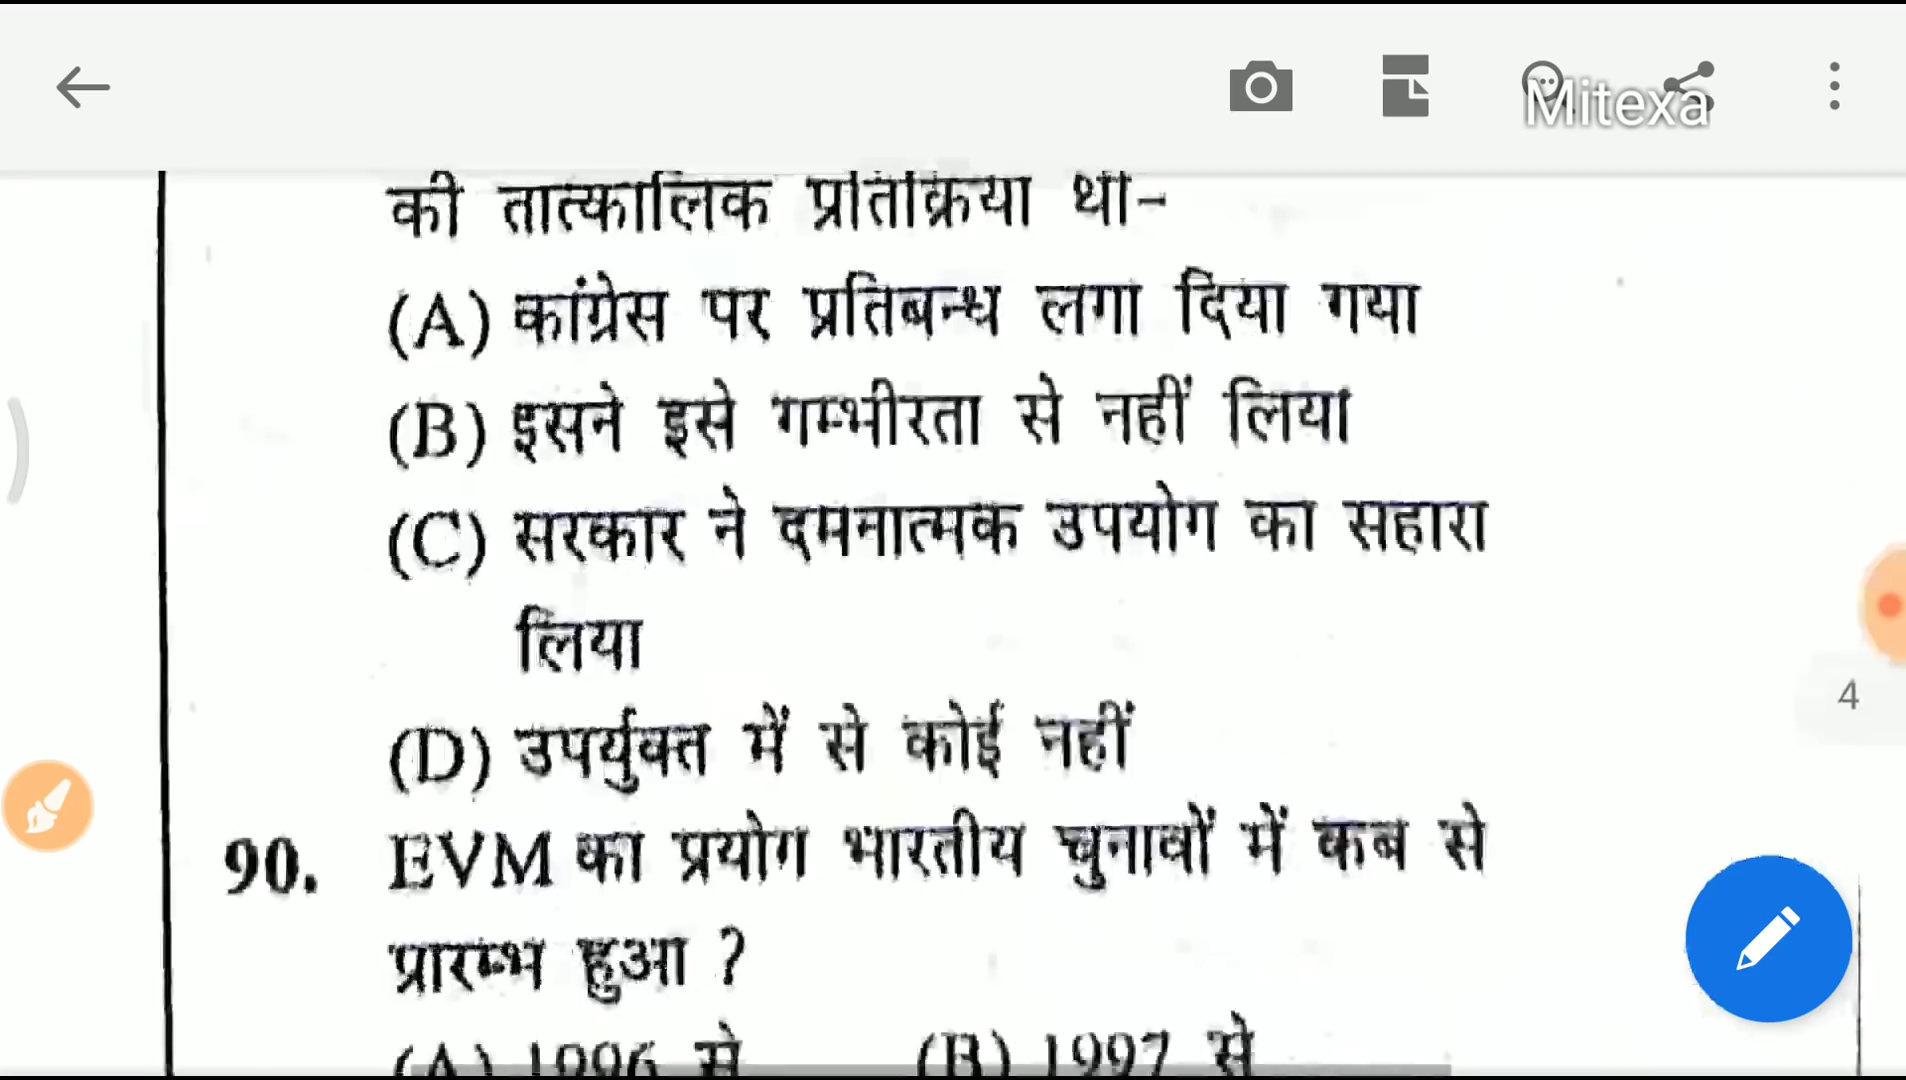 Mitexa
की तात्कालिक प्रतिक्रिया थी-
(A) कांग्रेस पर प्रतिबन्ध लगा दिया गया
(B) इसने इसे गम्भीरता से नहीं लिया
(C) सरकार ने दमनात्मक उपयोग का सहारा
लिया
(D) उपर्युक्त में से कोई नहीं
4
90. EVM का प्रयोग भारतीय चुनावों में कब से
प्रारम्भ हुआ ?
(A) 1996 से (B) 1997 से